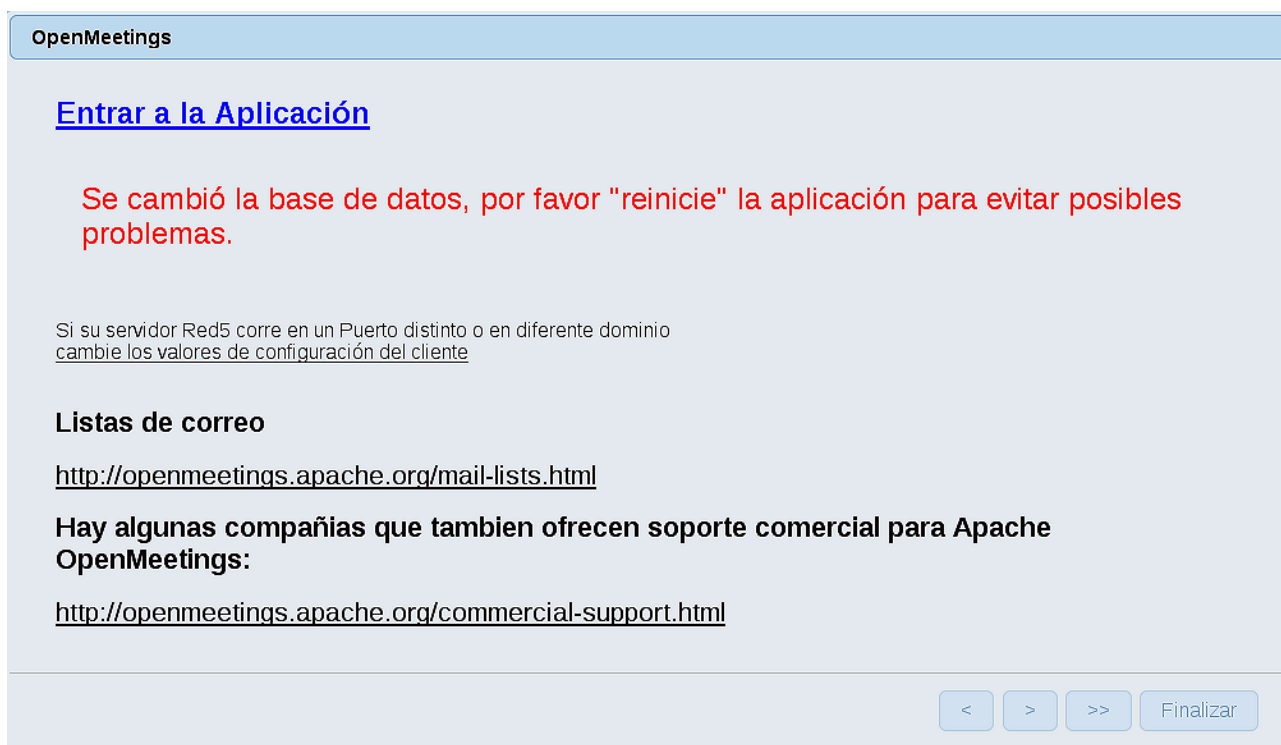 OpenMeetings
Entrar a la Aplicación
Se cambió la base de datos, por favor "reinicie" la aplicación para evitar posibles
problemas.
Si su servidor Red5 corre en un Puerto distinto o en diferente dominio
cambie los valores de configuración del cliente
Listas de correo
http://openmeetings.apache.org/mail-lists.html
Hay algunas compañias que tambien ofrecen soporte comercial para Apache
OpenMeetings:
http://openmeetings.apache.org/commercial-support.html
< > >> Finalizar